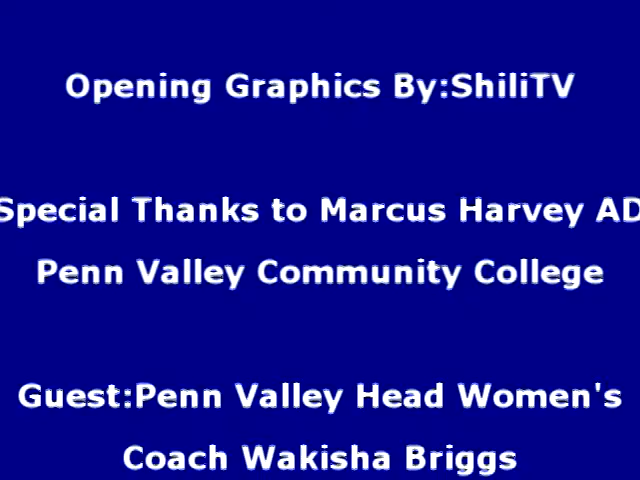 Opening Graphics By:ShiliTV
Special Thanks to Marcus Harvey AD
Penn Valley Community College
Guest:Penn Valley Head Women's
Coach Wakisha Briggs